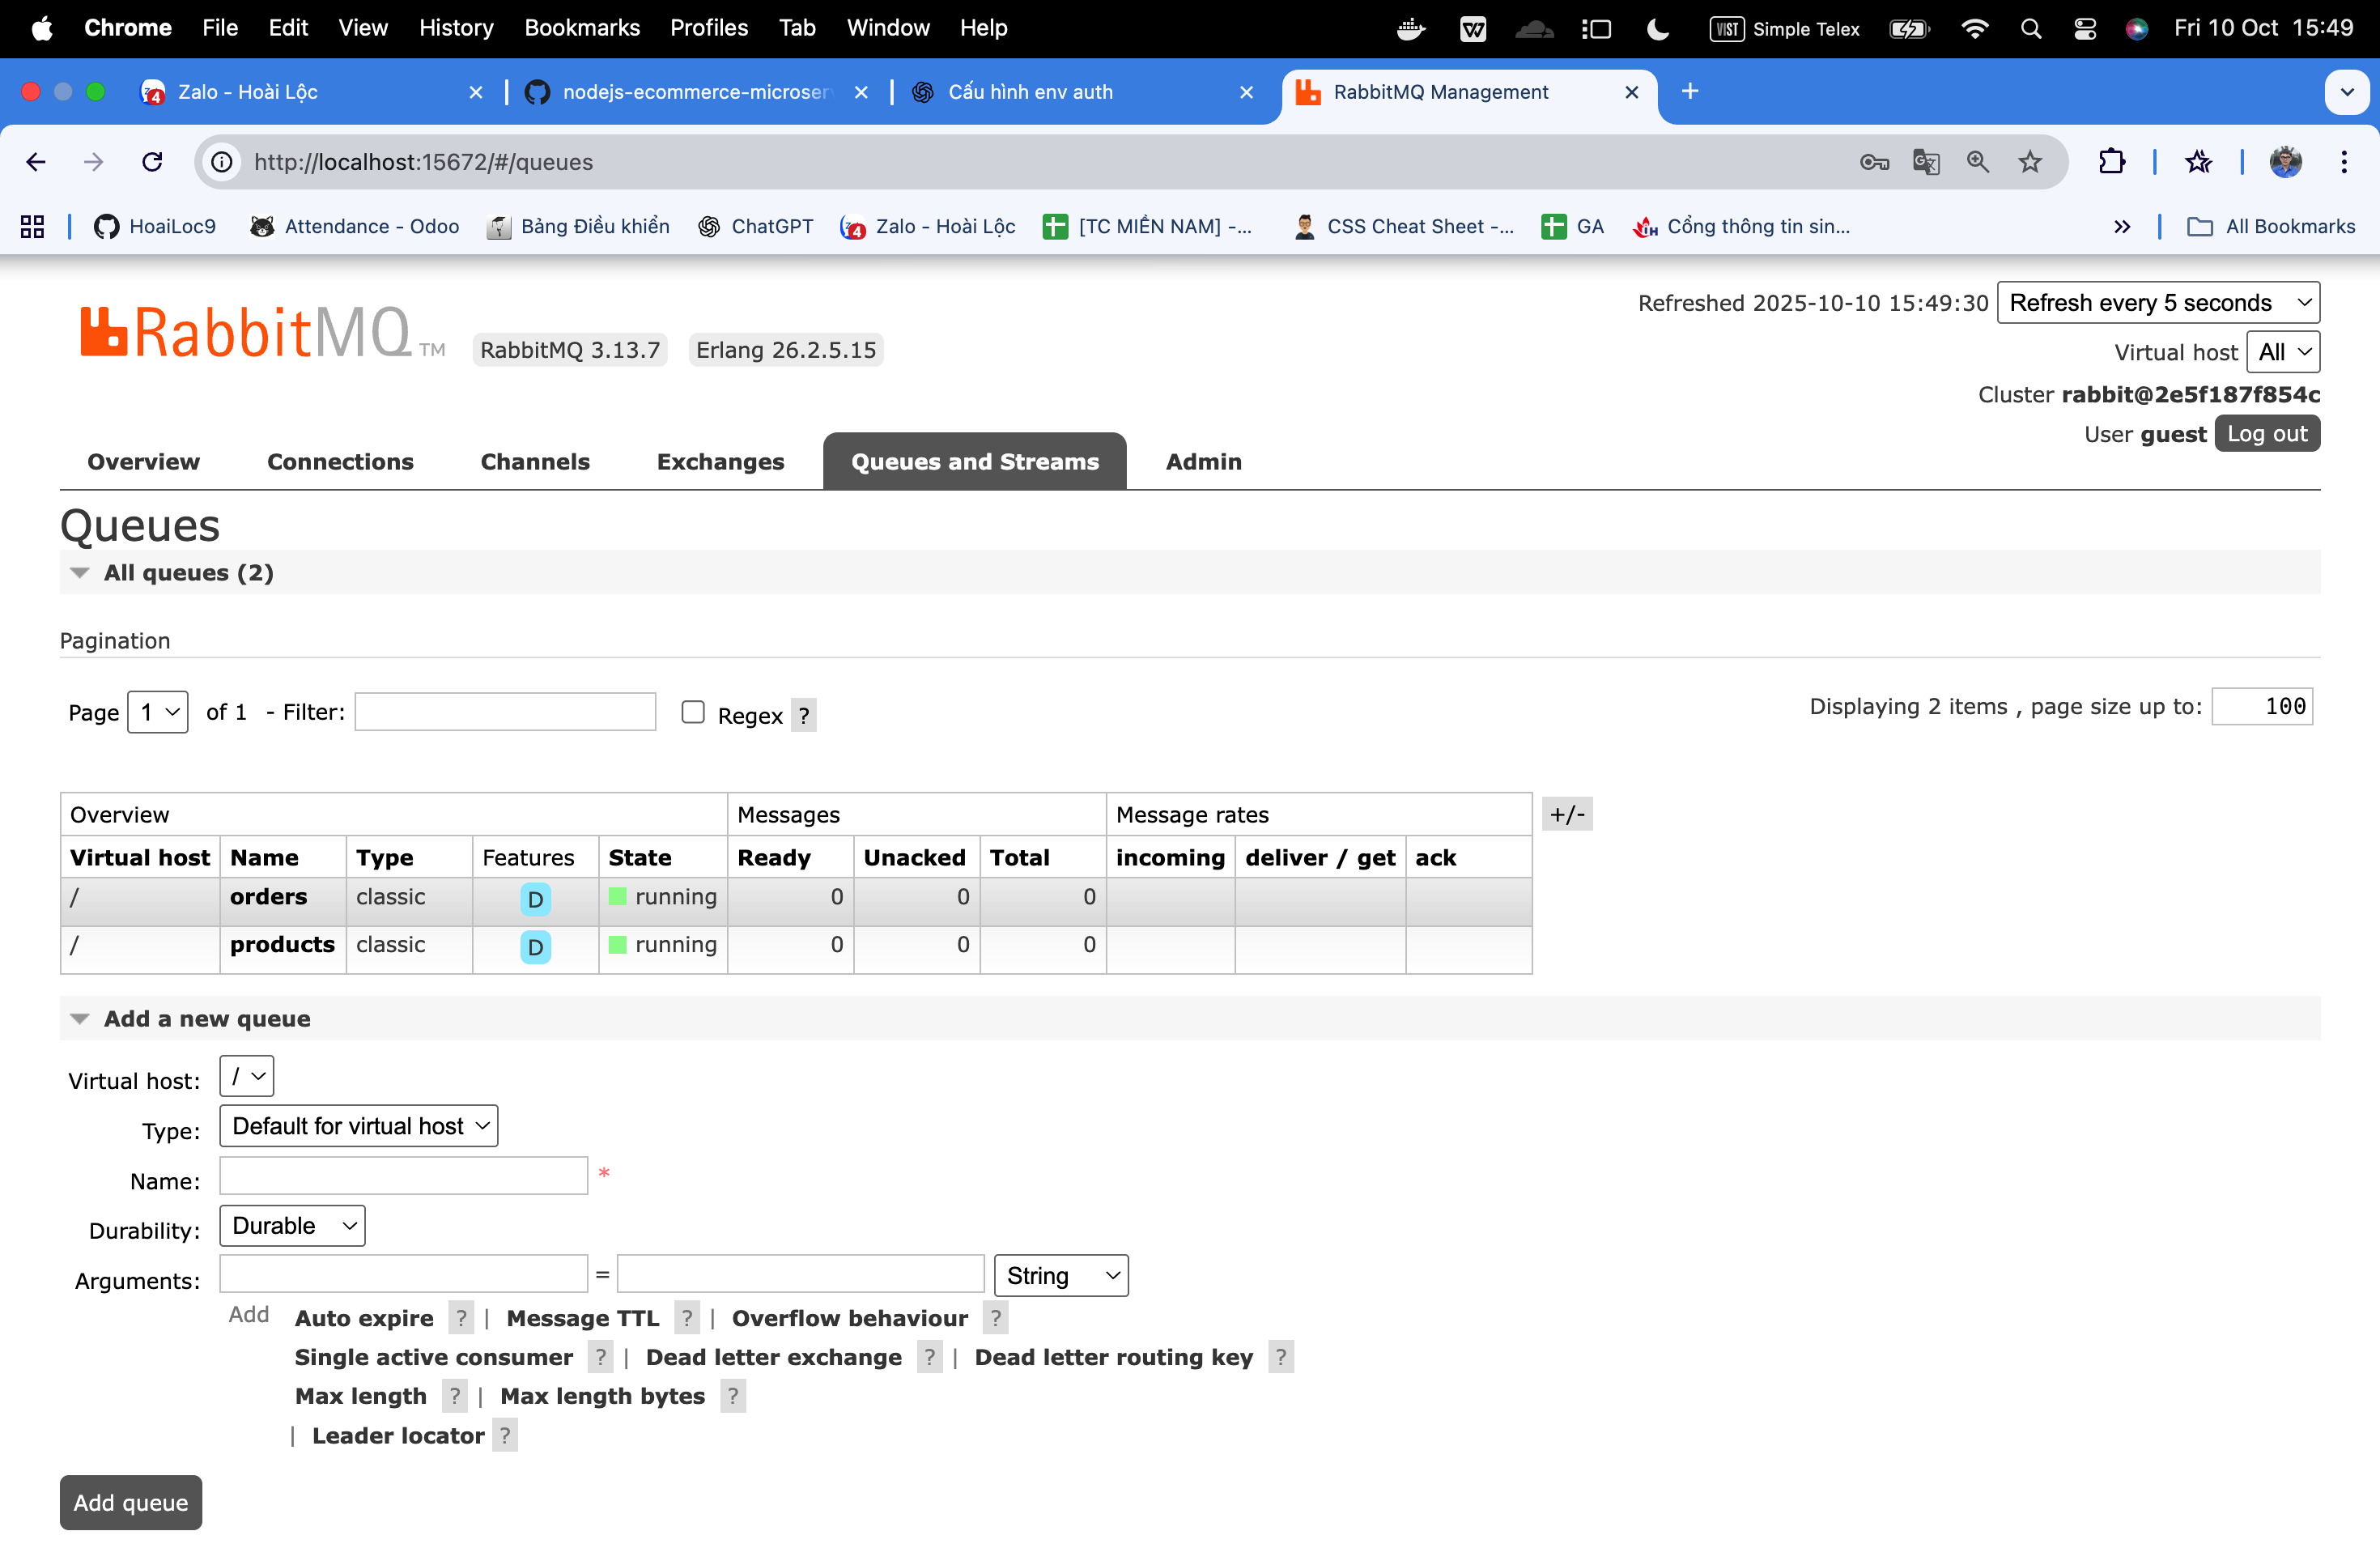 Chrome File Edit View History Bookmarks Profiles Tab Window Help VIST Simple Telex Fri 10 Oct 15:49
Zalo - Hoài Lộc nodejs-ecommerce-microser Cấu hình env auth RabbitMQ Management
http://localhost:15672/#/queues
HoaiLoc9 Attendance - Odoo Bảng Điều khiển ChatGPT Zalo - Hoài Lộc [TC MIỀN NAM] -... CSS Cheat Sheet -... GA Cổng thông tin sin... All Bookmarks
Refreshed 2025-10-10 15:49:30 Refresh every 5 seconds
RabbitMQ TM RabbitMQ 3.13.7 Erlang 26.2.5.15
Virtual host All
Cluster rabbit@2e5f187f854c
User guest Log out
Overview Connections Channels Exchanges Queues and Streams Admin
Queues
All queues (2)
Pagination
Page 1 of 1 - Filter: Regex ? Displaying 2 items , page size up to: 100
Overview Messages Message rates +/-
Virtual host Name Type Features State Ready Unacked Total incoming deliver / get ack
/ orders classic D running 0 0 0
/ products classic D running 0 0 0
Add a new queue
Virtual host: /
Type: Default for virtual host
Name: *
Durability: Durable
Arguments: = String
Add Auto expire ? | Message TTL ? | Overflow behaviour ?
Single active consumer ? | Dead letter exchange ? | Dead letter routing key ?
Max length ? | Max length bytes ?
| Leader locator ?
Add queue